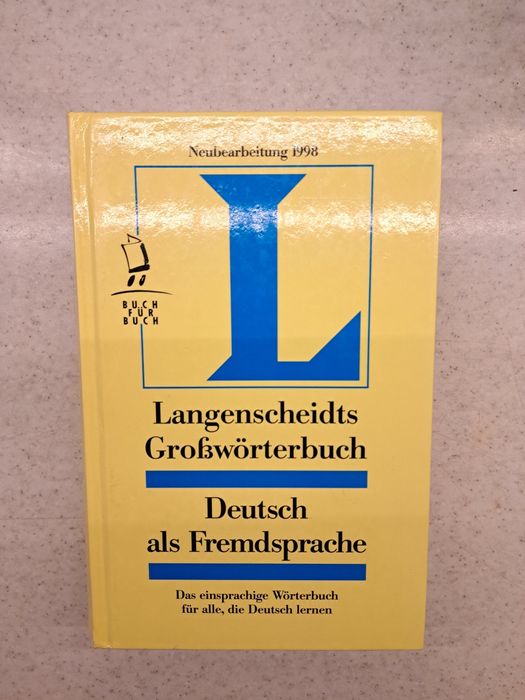 Neubearbeitung 1998
L
BUCH
FÜR
BUCH
Langenscheidts
Großwörterbuch
Deutsch
als Fremdsprache
Das einsprachige Wörterbuch
für alle, die Deutsch lernen